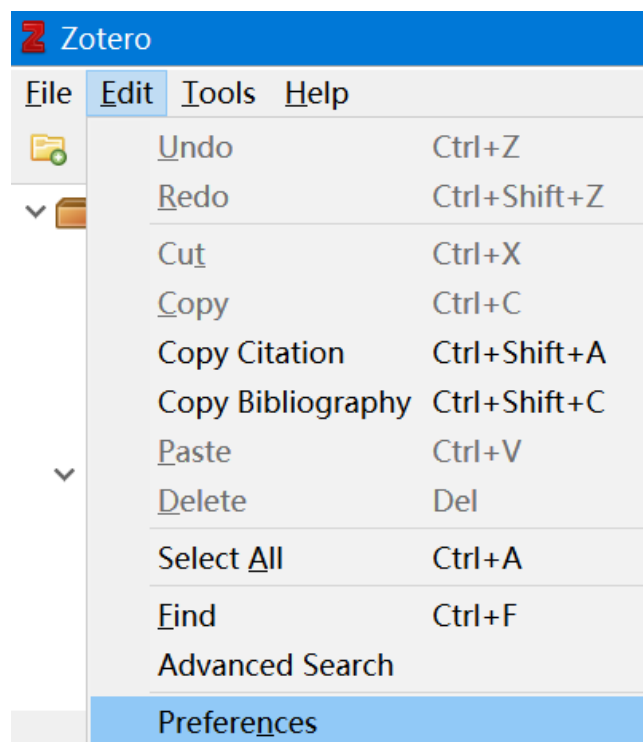 Zotero
File Edit Tools Help
Undo Ctrl+Z
Redo Ctrl+Shift+Z
Cut Ctrl+X
Copy Ctrl+C
Copy Citation Ctrl+Shift+A
Copy Bibliography Ctrl+Shift+C
Paste Ctrl+V
Delete Del
Select All Ctrl+A
Find Ctrl+F
Advanced Search
Preferences